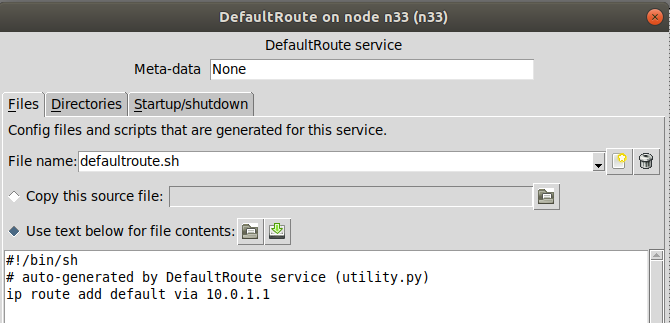 DefaultRoute on node n33 (n33)
DefaultRoute service
Meta-data None
Files Directories Startup/shutdown
Config files and scripts that are generated for this service.
File name: defaultroute.sh
Copy this source file:
Use text below for file contents:
#!/bin/sh
# auto-generated by DefaultRoute service (utility.py)
ip route add default via 10.0.1.1